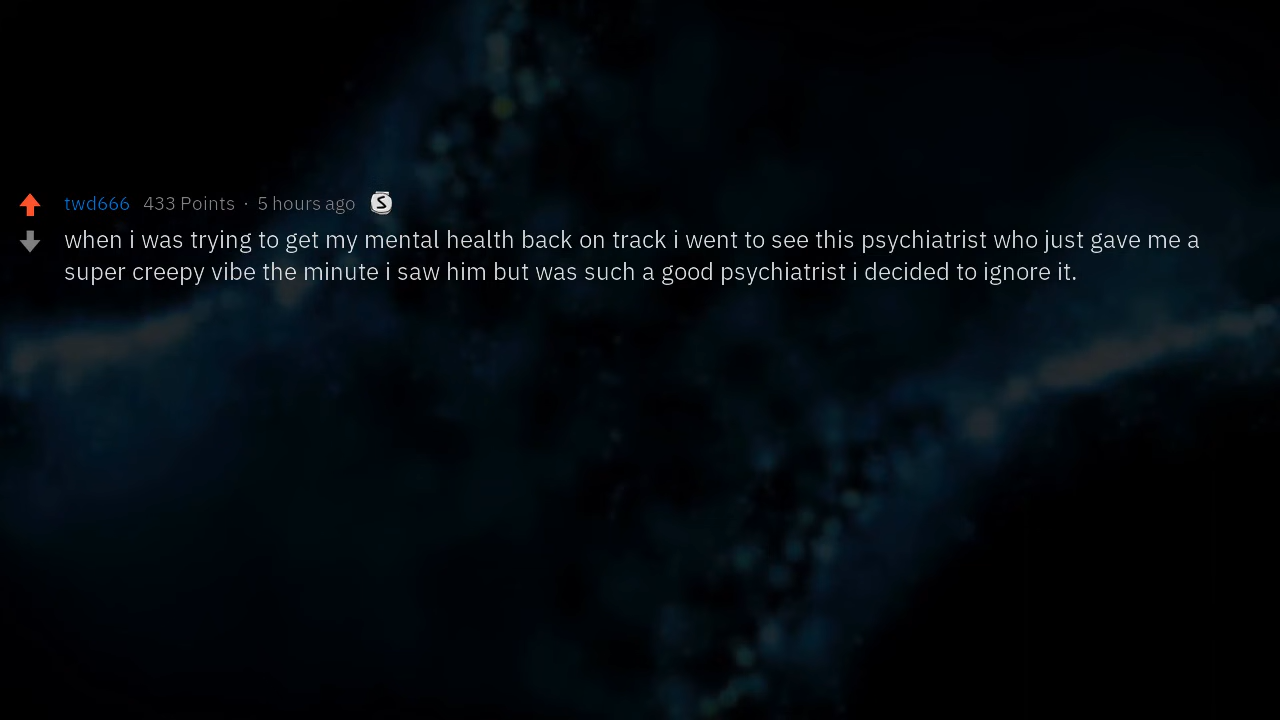 twd666 433 Points · 5 hours ago S
when i was trying to get my mental health back on track i went to see this psychiatrist who just gave me a
super creepy vibe the minute i saw him but was such a good psychiatrist i decided to ignore it.